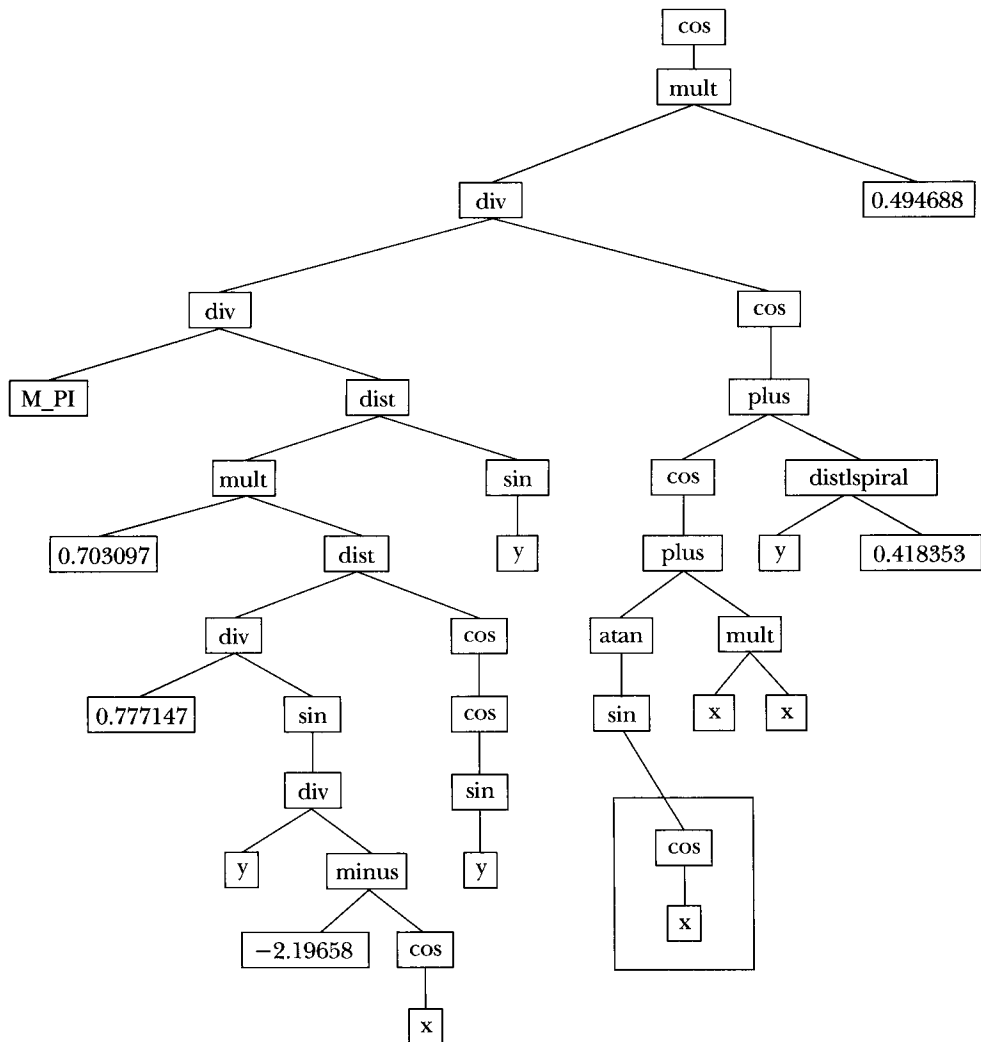 cos
mult
div 0.494688
div cos
M_PI dist plus
mult sin cos distlspiral
0.703097 dist y plus y 0.418353
div cos atan mult
0.777147 sin cos sin x x
div sin
y minus y cos
−2.19658 cos x
x